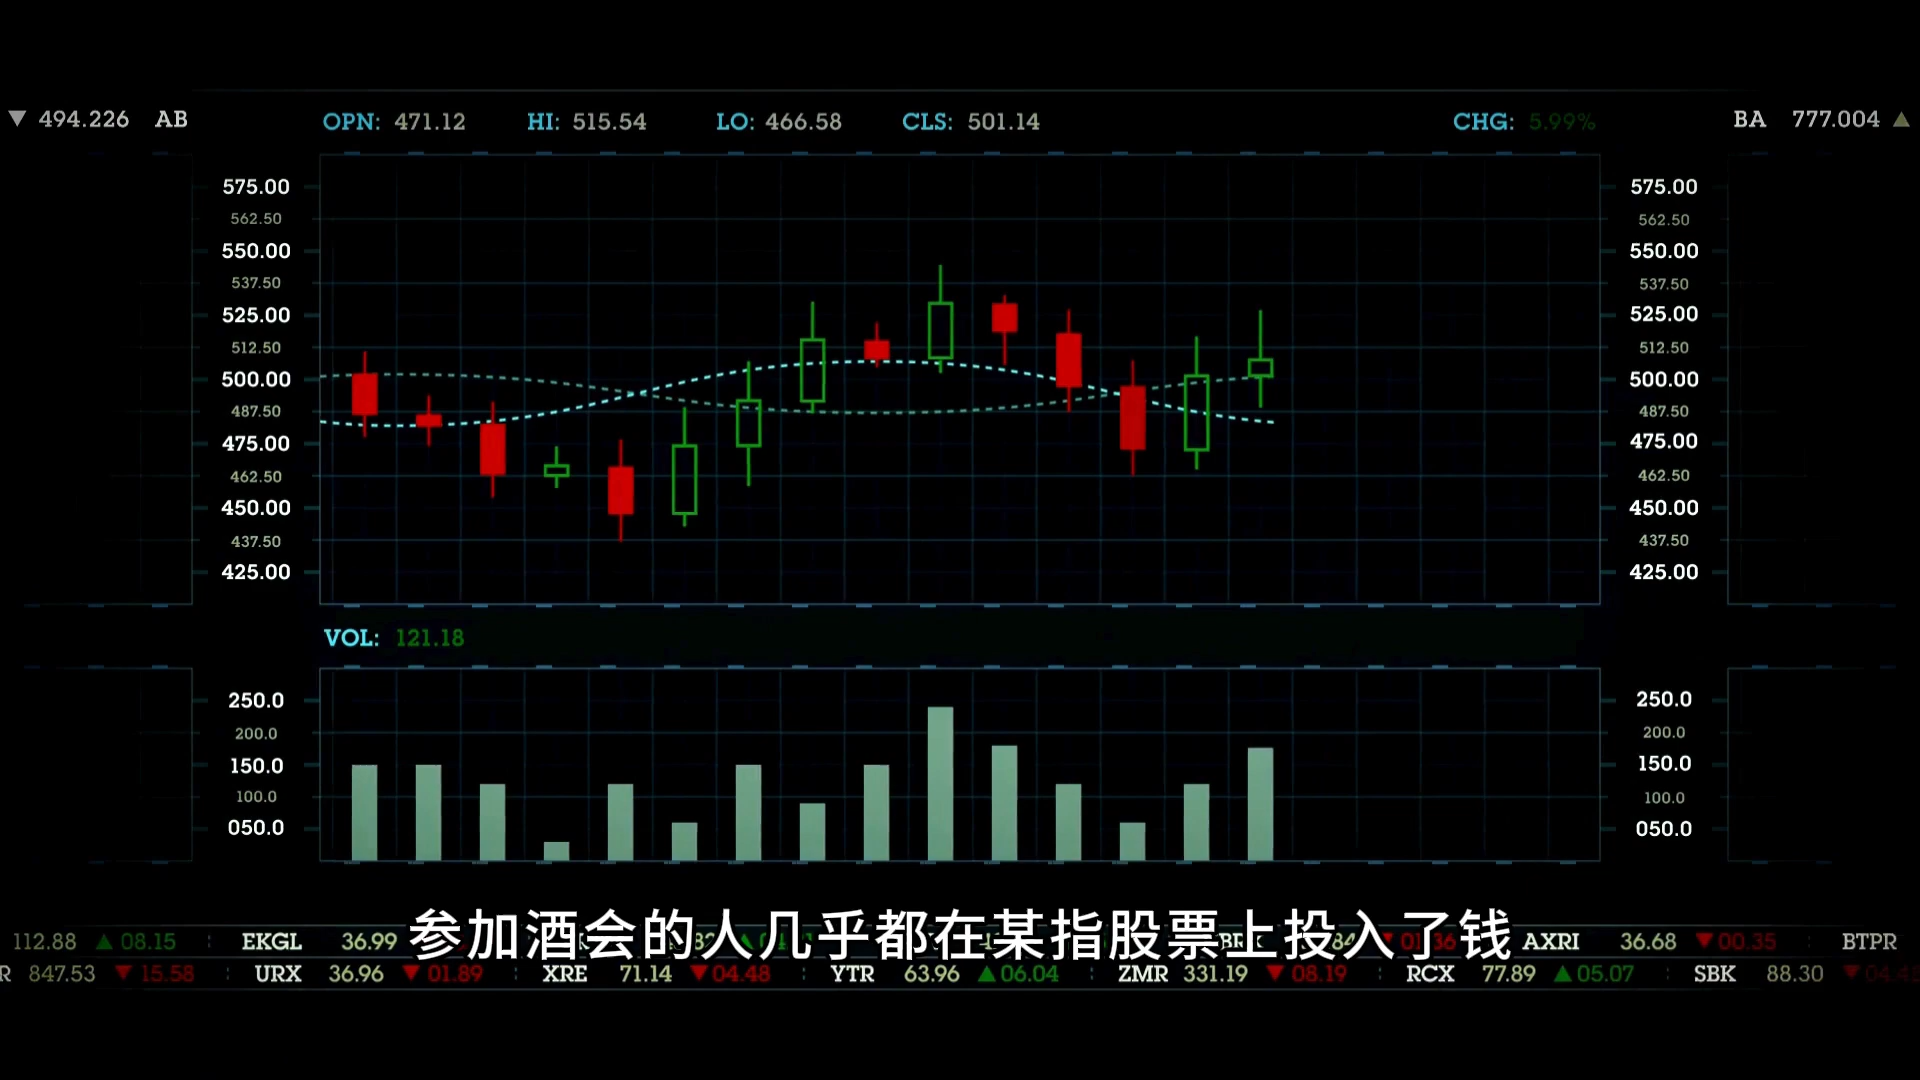 ▼ 494.226 AB
OPN: 471.12 HI: 515.54 LO: 466.58 CLS: 501.14 CHG: 5.99%
BA 777.004 ▲
575.00 575.00
562.50 562.50
550.00 550.00
537.50 537.50
525.00 525.00
512.50 512.50
500.00 500.00
487.50 487.50
475.00 475.00
462.50 462.50
450.00 450.00
437.50 437.50
425.00 425.00
VOL: 121.18
250.0 250.0
200.0 200.0
150.0 150.0
100.0 100.0
050.0 050.0
参加酒会的人几乎都在某指股票上投入了钱
112.88 ▲ 08.15 EKGL 36.99 AXRI 36.68 ▼ 00.35 BTPR
R 847.53 ▼ 15.58 URX 36.96 ▼ 01.89 XRE 71.14 ▼ 04.48 YTR 63.96 ▲ 06.04 ZMR 331.19 ▼ 08.19 RCX 77.89 ▲ 05.07 SBK 88.30 ▼